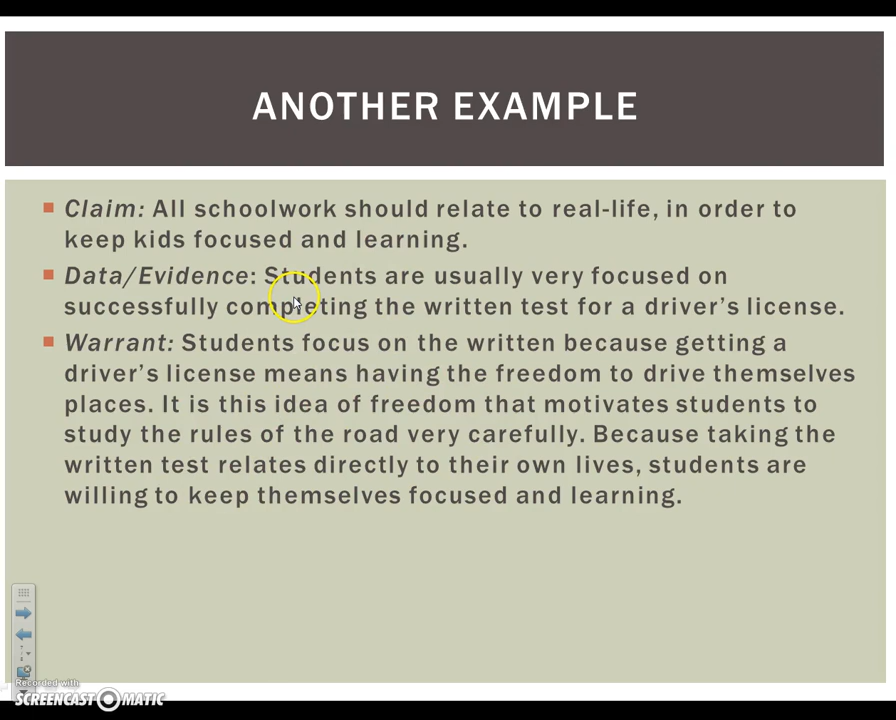 ANOTHER EXAMPLE
Claim: All schoolwork should relate to real-life, in order to
keep kids focused and learning.
Data/Evidence: Students are usually very focused on
successfully completing the written test for a driver's license.
Warrant: Students focus on the written because getting a
driver's license means having the freedom to drive themselves
places. It is this idea of freedom that motivates students to
study the rules of the road very carefully. Because taking the
written test relates directly to their own lives, students are
willing to keep themselves focused and learning.
Recorded with
SCREENCAST MATIC